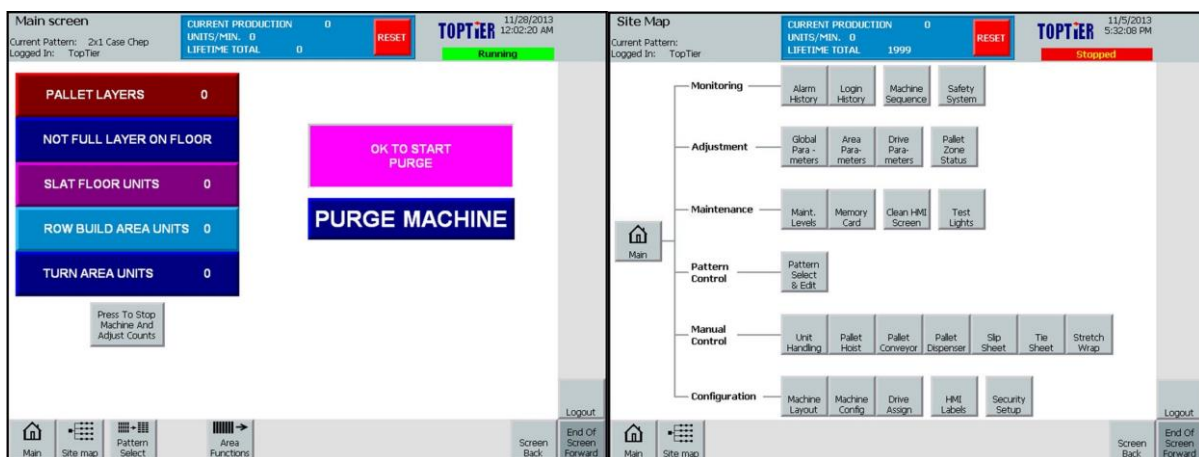 Main screen
Current Pattern: 2x1 Case Chep
Logged In: TopTier
CURRENT PRODUCTION 0
UNITS/MIN. 0
LIFETIME TOTAL 0
RESET
TOPTiER
11/28/2013
12:02:20 AM
Running
PALLET LAYERS 0
NOT FULL LAYER ON FLOOR
SLAT FLOOR UNITS 0
ROW BUILD AREA UNITS 0
TURN AREA UNITS 0
Press To Stop
Machine And
Adjust Counts
OK TO START
PURGE
PURGE MACHINE
Logout
Main
Site map
Pattern
Select
Area
Functions
Screen
Back
End Of
Screen
Forward
Site Map
Current Pattern:
Logged In: TopTier
CURRENT PRODUCTION 0
UNITS/MIN. 0
LIFETIME TOTAL 1999
RESET
TOPTiER
11/5/2013
5:32:08 PM
Stopped
Main
Monitoring
Alarm
History
Login
History
Machine
Sequence
Safety
System
Adjustment
Global
Para -
meters
Area
Para-
meters
Drive
Para-
meters
Pallet
Zone
Status
Maintenance
Maint.
Levels
Memory
Card
Clean HMI
Screen
Test
Lights
Pattern
Control
Pattern
Select
& Edit
Manual
Control
Unit
Handling
Pallet
Hoist
Pallet
Conveyor
Pallet
Dispenser
Slip
Sheet
Tie
Sheet
Stretch
Wrap
Configuration
Machine
Layout
Machine
Config
Drive
Assign
HMI
Labels
Security
Setup
Logout
Main
Site map
Screen
Back
End Of
Screen
Forward